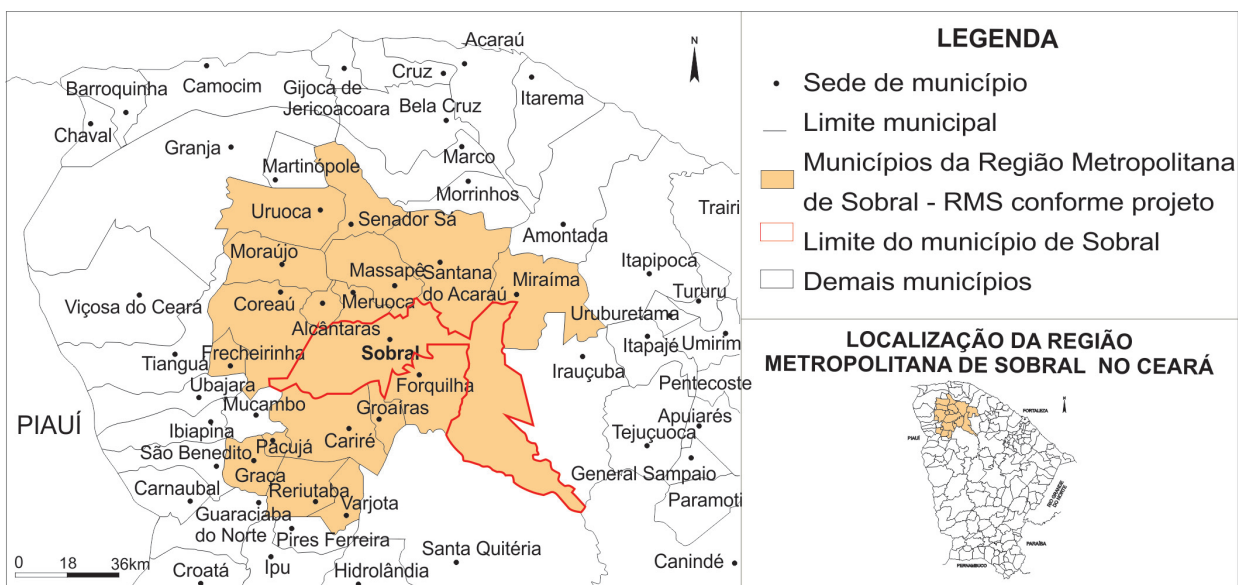 Acaraú
N
Cruz
Camocim
Gijoca de
Jericoacoara
Barroquinha
Itarema
Bela Cruz
Chaval
Granja
Marco
Martinópole
Morrinhos
Trairi
Uruoca
Senador Sá
Amontada
Moraújo
Massapê
Santana
do Acaraú
Itapipoca
Miraíma
Viçosa do Ceará
Coreaú
Meruoca
Tururu
Uruburetama
Alcântaras
Sobral
Itapajé
Umirim
Frecheirinha
Tianguá
Irauçuba
Ubajara
Forquilha
Pentecoste
Mucambo
Groaíras
Apuiarés
PIAUÍ
Ibiapina
Cariré
Tejuçuoca
São Benedito
Pacujá
Graça
General Sampaio
Carnaubal
Reriutaba
Varjota
Paramoti
Guaraciaba
do Norte
Pires Ferreira
Santa Quitéria
Canindé
Ipu
Croatá
Hidrolândia
0 18 36km
LEGENDA
Sede de município
Limite municipal
Municípios da Região Metropolitana
de Sobral - RMS conforme projeto
Limite do município de Sobral
Demais municípios
LOCALIZAÇÃO DA REGIÃO
METROPOLITANA DE SOBRAL NO CEARÁ
N
FORTALEZA
PIAUÍ
RIO GRANDE
DO NORTE
PARAÍBA
PERNAMBUCO